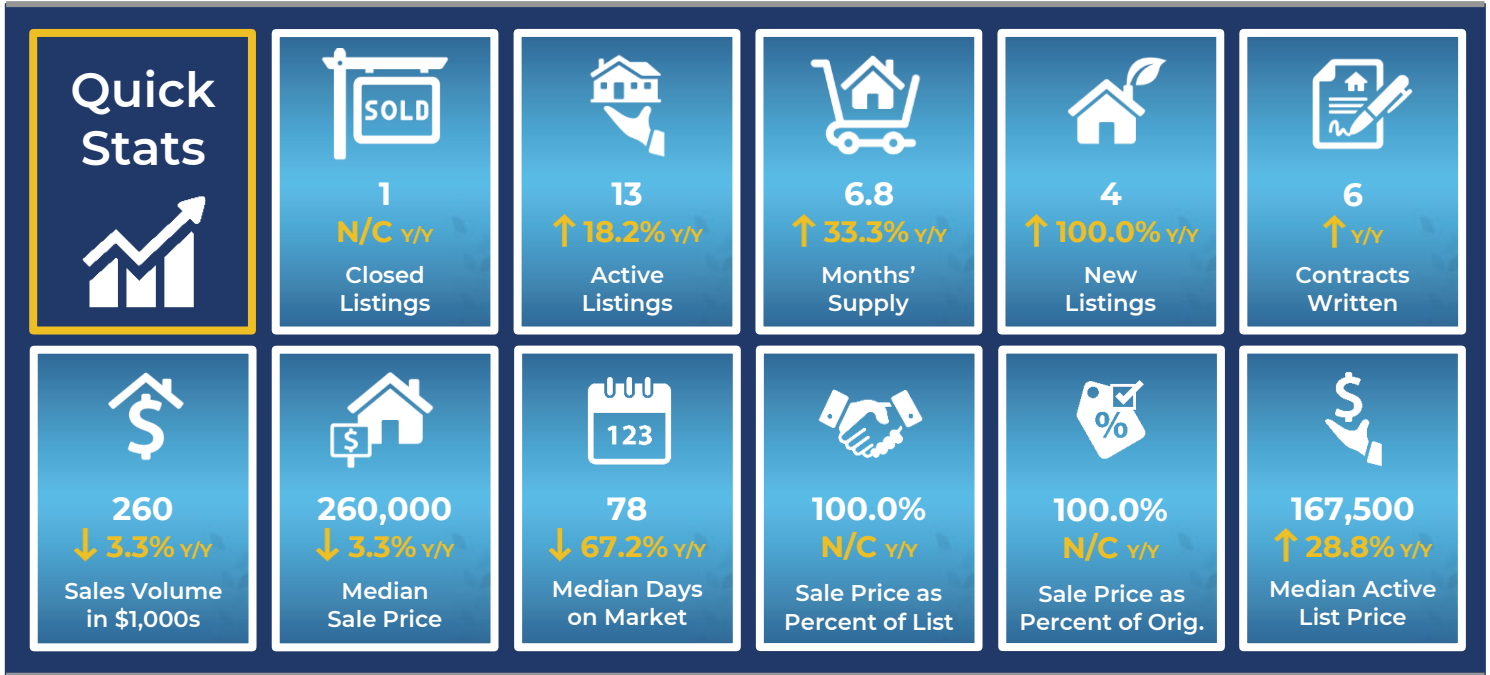 Quick
Stats
SOLD
1
N/C Y/Y
Closed
Listings
13
↑ 18.2% Y/Y
Active
Listings
6.8
↑ 33.3% Y/Y
Months’
Supply
4
↑ 100.0% Y/Y
New
Listings
6
↑ Y/Y
Contracts
Written
$
260
↓ 3.3% Y/Y
Sales Volume
in $1,000s
$
260,000
↓ 3.3% Y/Y
Median
Sale Price
123
78
↓ 67.2% Y/Y
Median Days
on Market
100.0%
N/C Y/Y
Sale Price as
Percent of List
%
100.0%
N/C Y/Y
Sale Price as
Percent of Orig.
$
167,500
↑ 28.8% Y/Y
Median Active
List Price